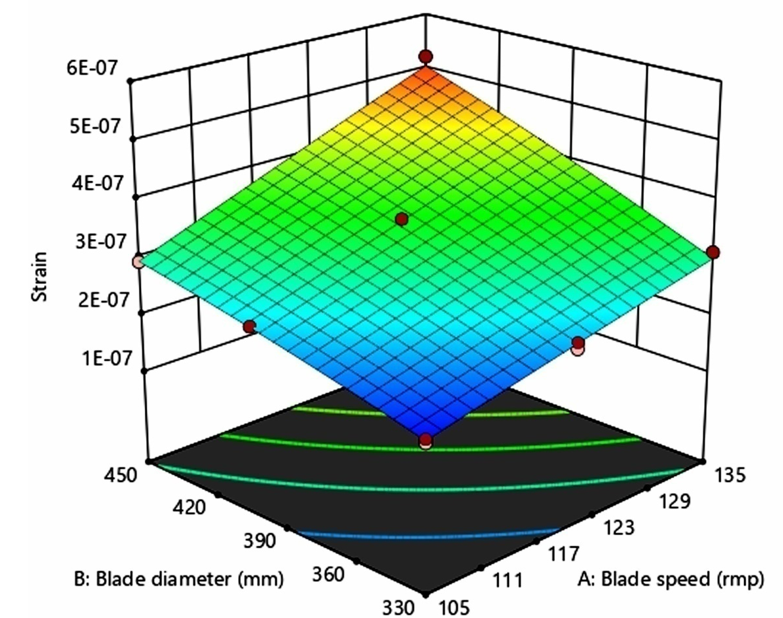 6E-07
5E-07
4E-07
3E-07
2E-07
1E-07
Strain
450
420
390
360
330
105
111
117
123
129
135
B: Blade diameter (mm)
A: Blade speed (rmp)